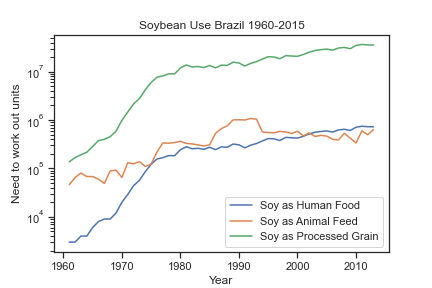 Soybean Use Brazil 1960-2015
Need to work out units
10^7
10^6
10^5
10^4
Soy as Human Food
Soy as Animal Feed
Soy as Processed Grain
1960 1970 1980 1990 2000 2010
Year